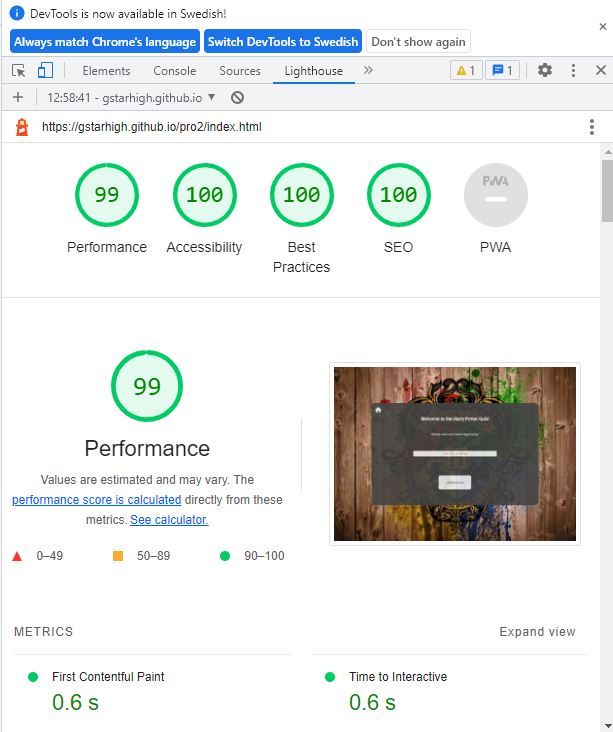 DevTools is now available in Swedish!
Always match Chrome's language Switch DevTools to Swedish Don't show again
Elements Console Sources Lighthouse 1 1
12:58:41 - gstarhigh.github.io
https://gstarhigh.github.io/pro2/index.html
99 100 100 100 PWA
Performance Accessibility Best Practices SEO PWA
99
Performance
Values are estimated and may vary. The
performance score is calculated directly from these
metrics. See calculator.
0–49 50–89 90–100
Welcome to the Harry Potter Quiz!
METRICS Expand view
First Contentful Paint Time to Interactive
0.6 s 0.6 s